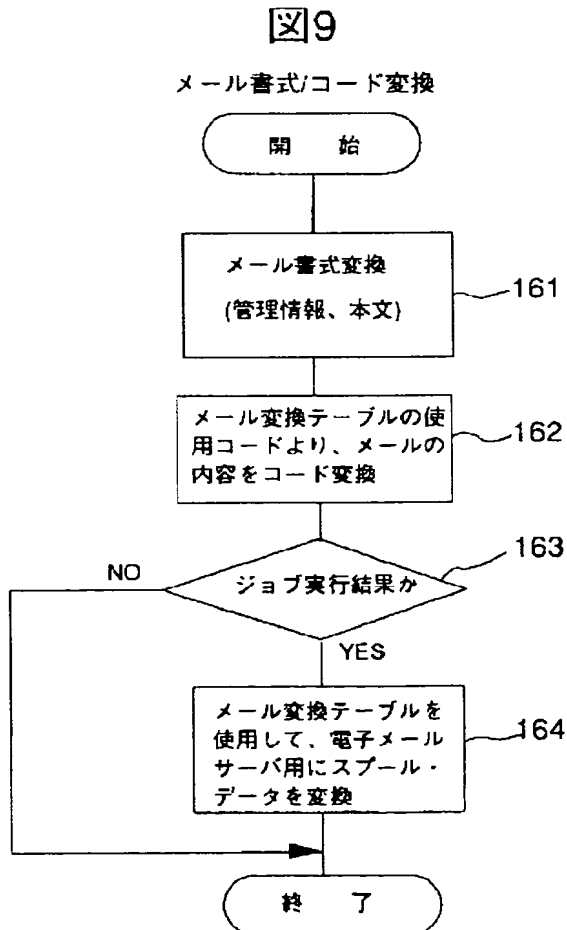 図9
メール書式/コード変換
開 始
メール書式変換
(管理情報、本文)
161
メール変換テーブルの使
用コードより、メールの
内容をコード変換
162
163
NO
ジョブ実行結果か
YES
メール変換テーブルを
使用して、電子メール
サーバ用にスプール・
データを変換
164
終 了